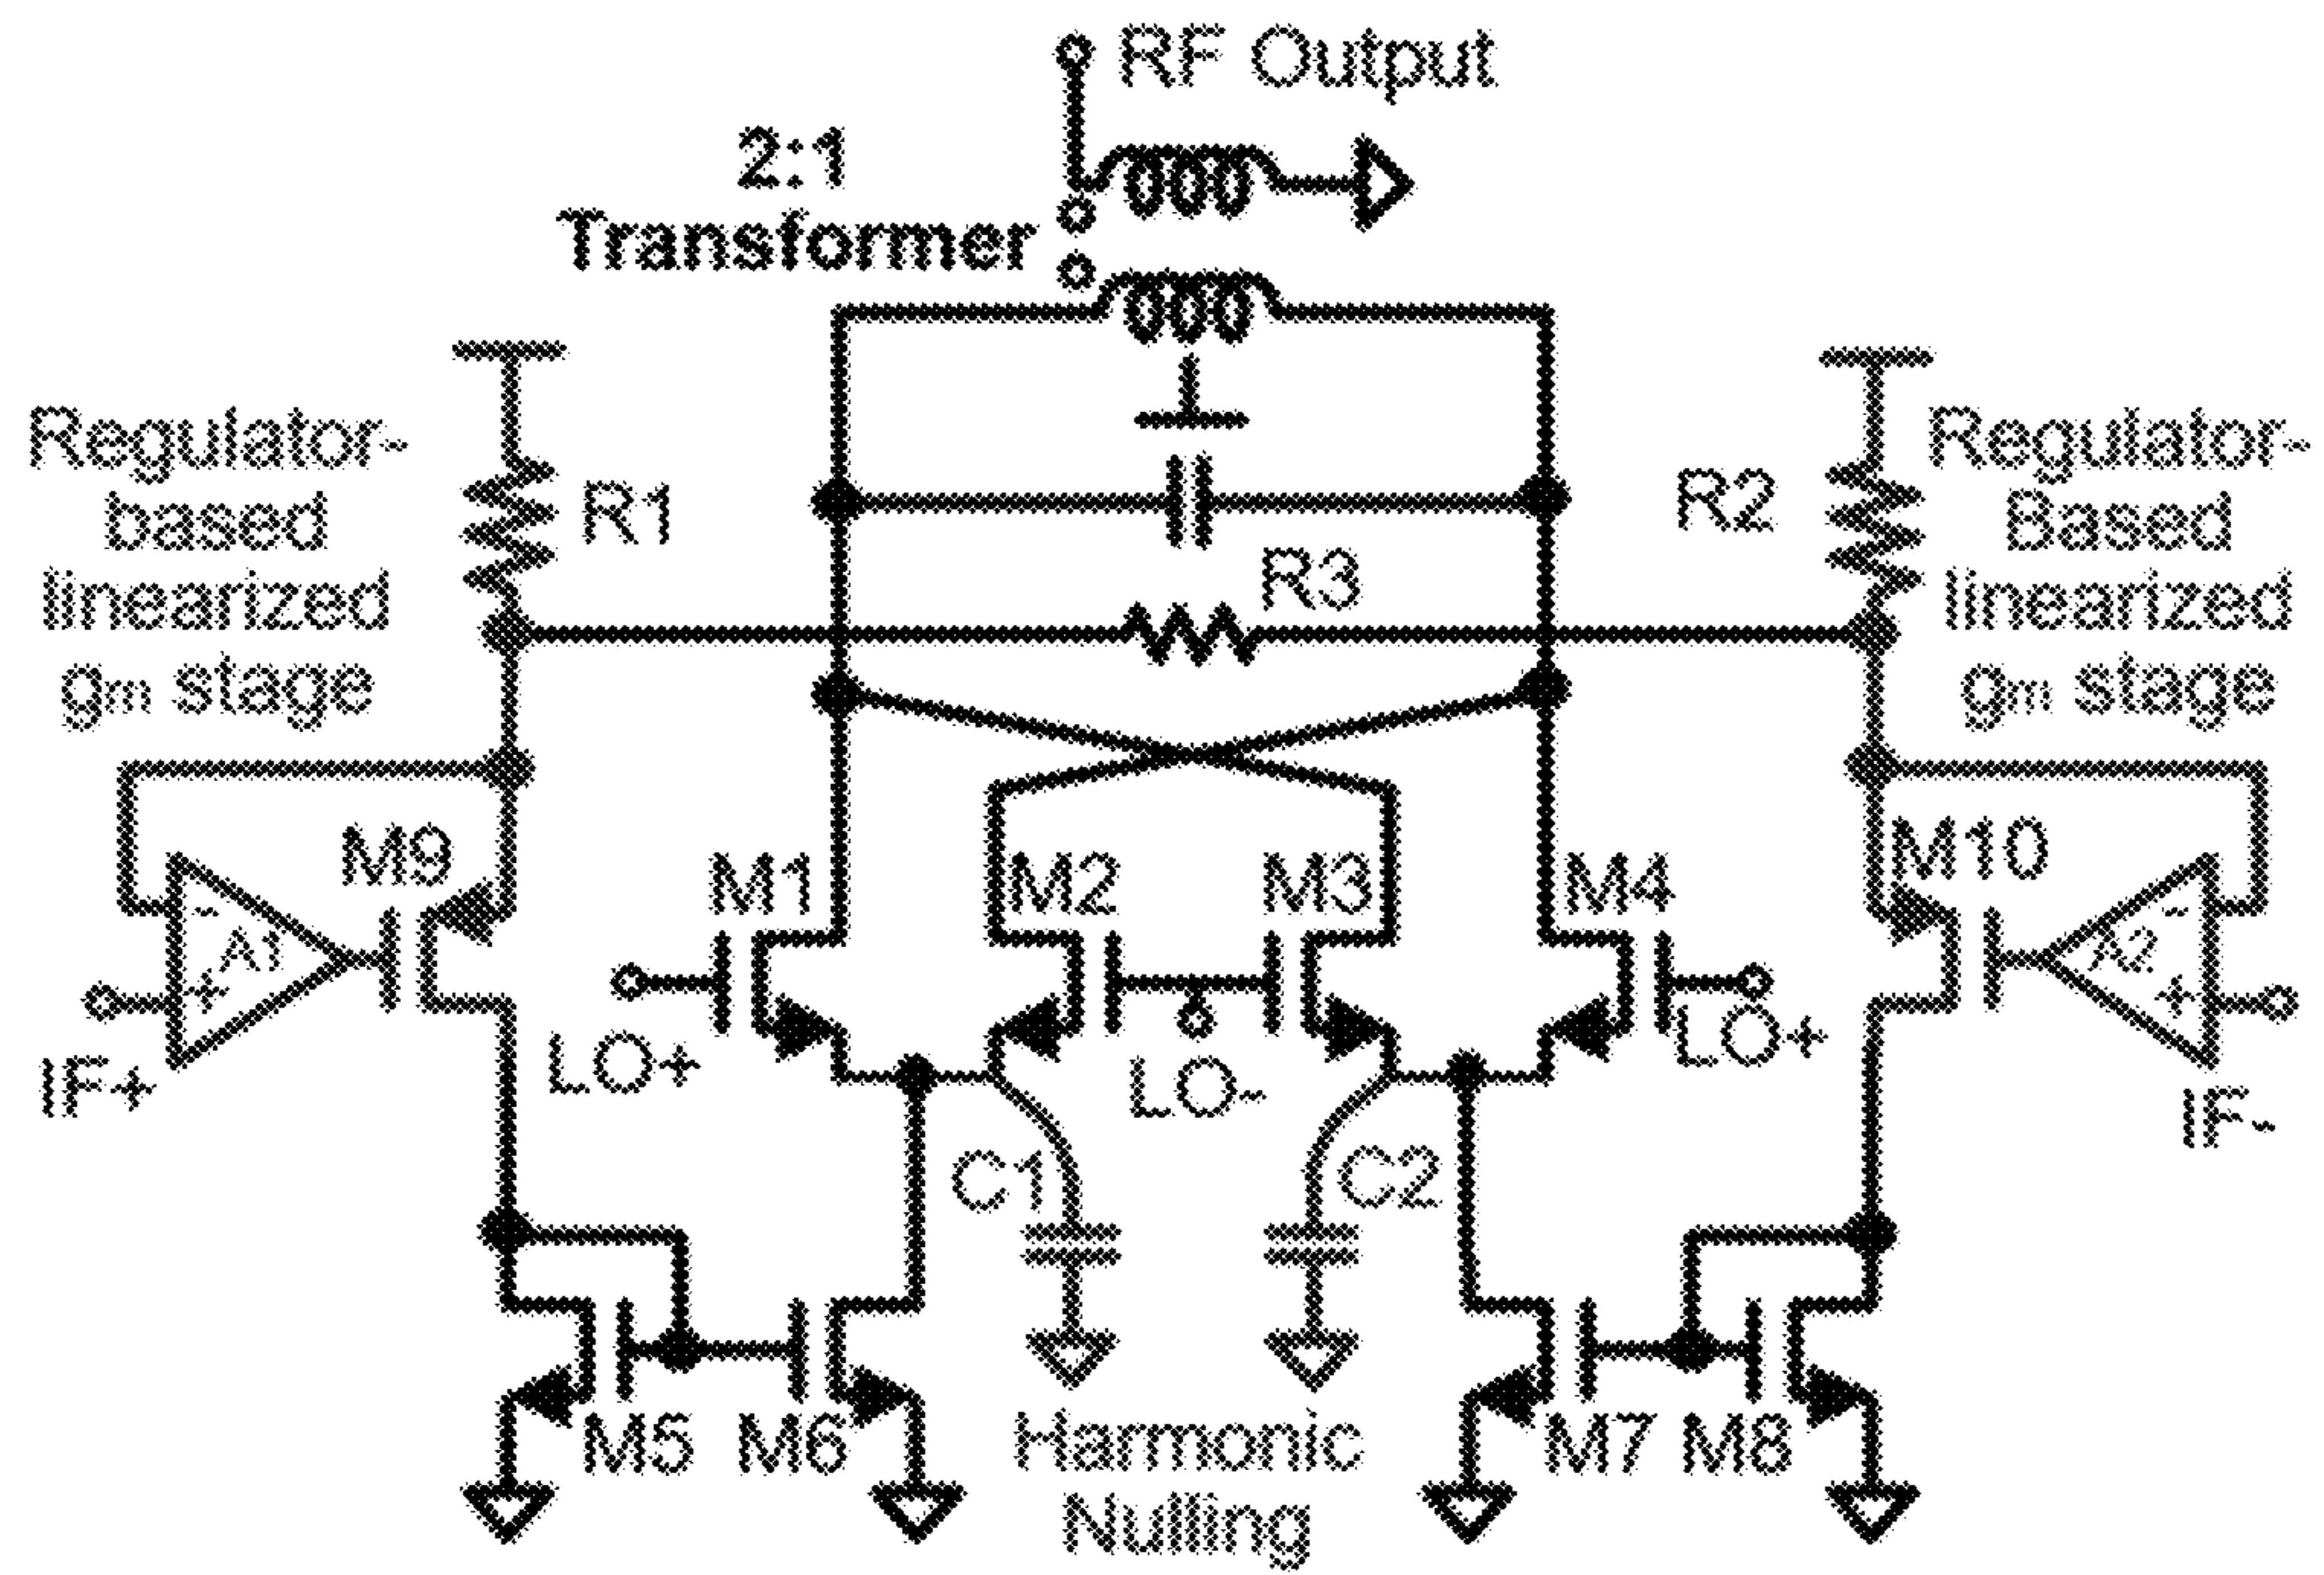 RF Output
2:1
Transformer
Regulator-
based
linearized
gm stage
R1
R3
R2
Regulator-
Based
linearized
gm stage
M9
M1
M2
M3
M4
M10
-
A1
+
-
A2
+
IF+
LO+
LO-
LO+
IF-
C1
C2
M5
M6
M7
M8
Harmonic
Nulling